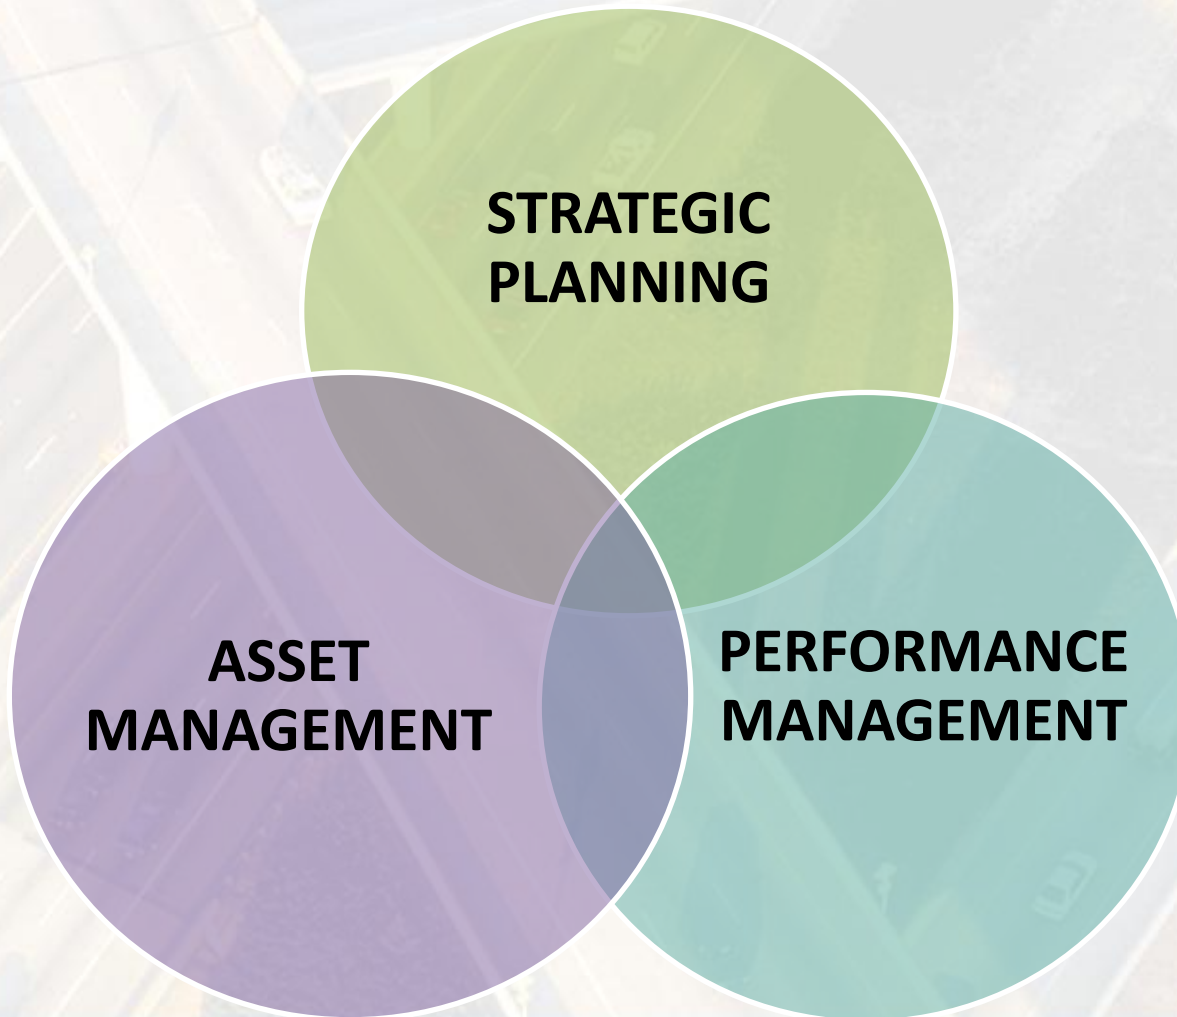 STRATEGIC
PLANNING
ASSET
MANAGEMENT
PERFORMANCE
MANAGEMENT